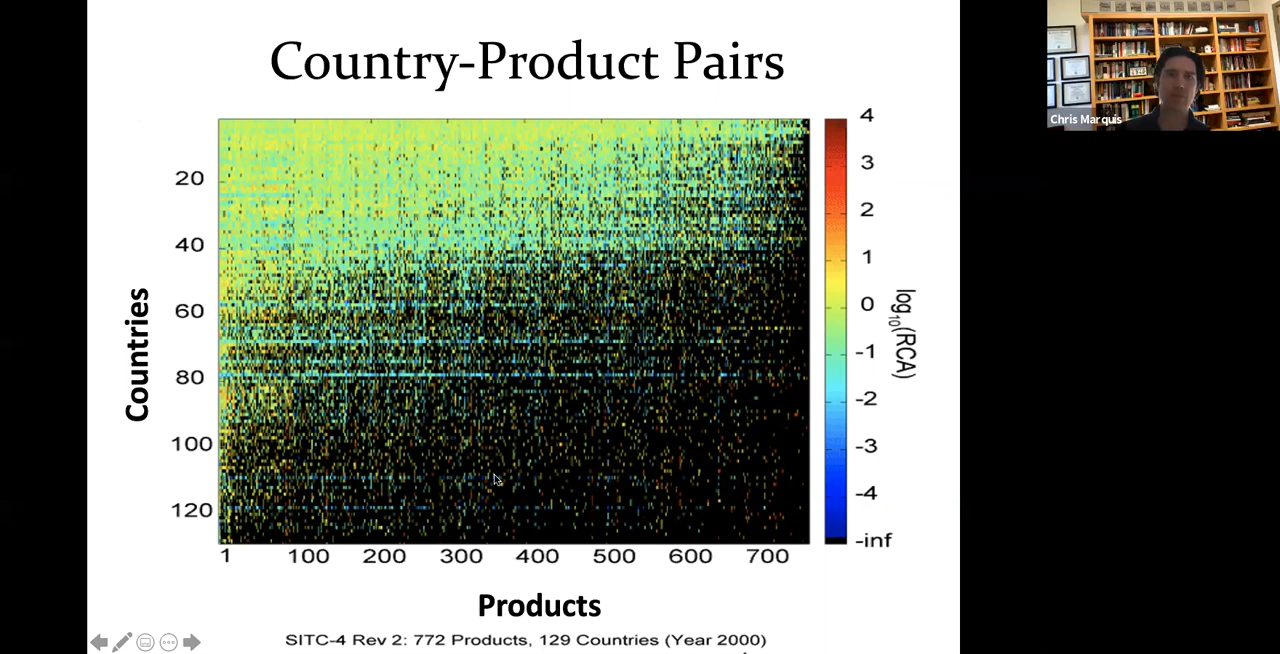 Country-Product Pairs
Chris Marquis
Countries
20
40
60
80
100
120
1 100 200 300 400 500 600 700
Products
4
3
2
1
0
-1
-2
-3
-4
-inf
log10(RCA)
SITC-4 Rev 2: 772 Products, 129 Countries (Year 2000)